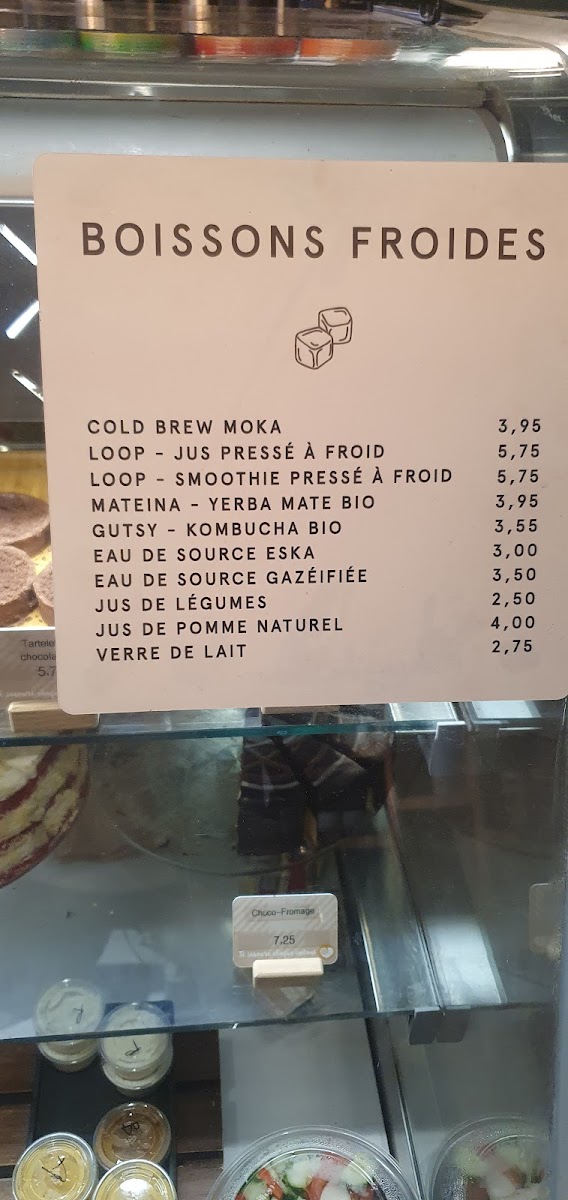 BOISSONS FROIDES
COLD BREW MOKA 3,95
LOOP - JUS PRESSÉ À FROID 5,75
LOOP - SMOOTHIE PRESSÉ À FROID 5,75
MATEINA - YERBA MATE BIO 3,95
GUTSY - KOMBUCHA BIO 3,55
EAU DE SOURCE ESKA 3,00
EAU DE SOURCE GAZÉIFIÉE 3,50
JUS DE LÉGUMES 2,50
JUS DE POMME NATUREL 4,00
VERRE DE LAIT 2,75
Choco-Fromage
7,25